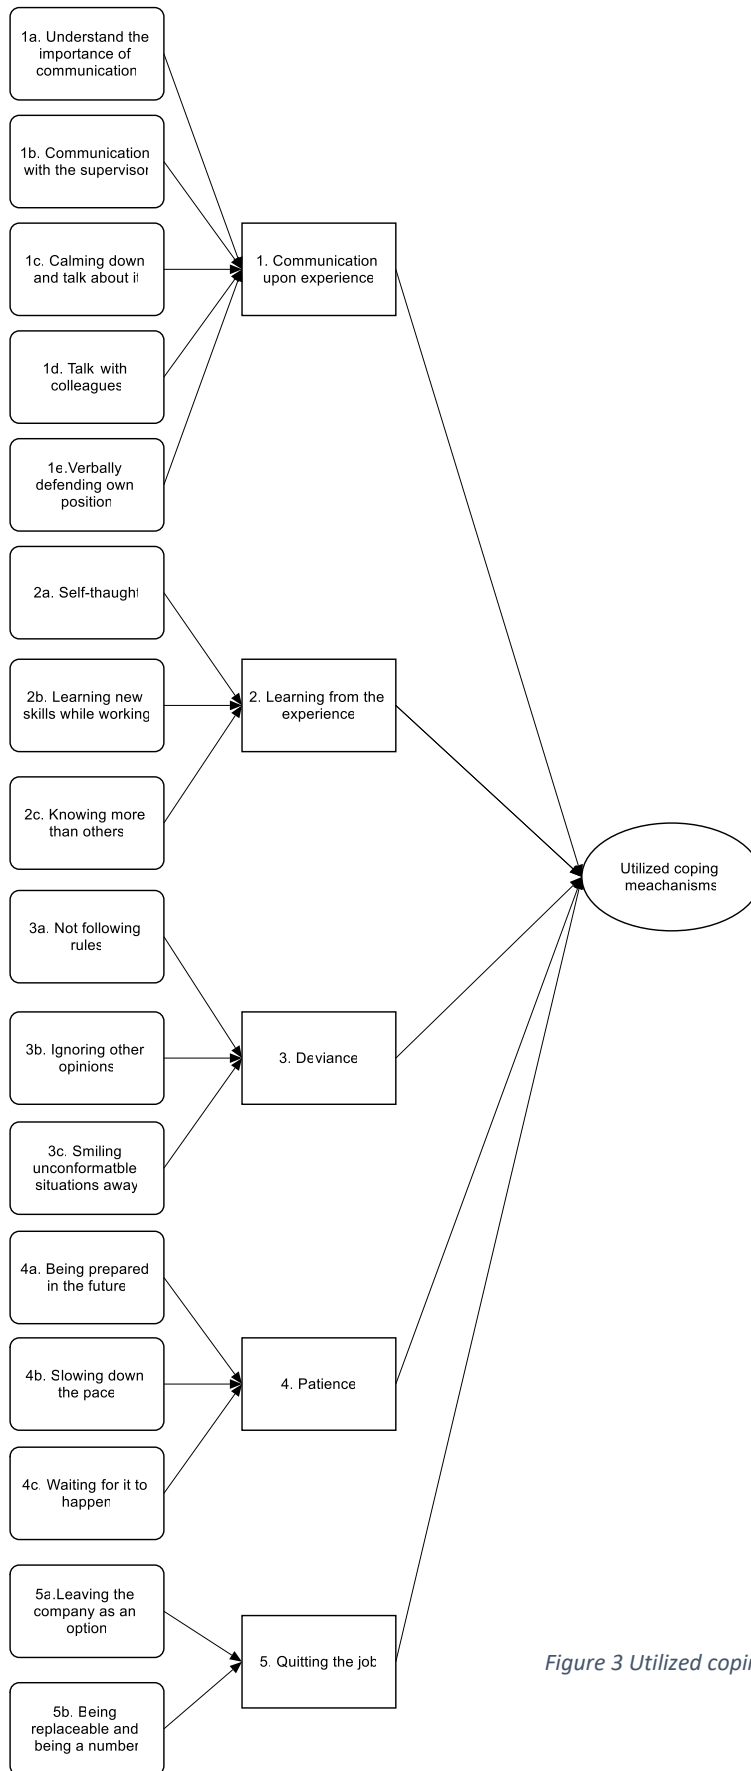 1a. Understand the
importance of
communication
1b. Communication
with the supervisor
1c. Calming down
and talk about it
1d. Talk with
colleagues
1e.Verbally
defending own
position
1. Communication
upon experience
2a. Self-thaught
2b. Learning new
skills while working
2c. Knowing more
than others
2. Learning from the
experience
3a. Not following
rules
3b. Ignoring other
opinions
3c. Smiling
unconformatble
situations away
3. Deviance
4a. Being prepared
in the future
4b. Slowing down
the pace
4c. Waiting for it to
happen
4. Patience
5a.Leaving the
company as an
option
5b. Being
replaceable and
being a number
5. Quitting the job
Utilized coping
meachanisms
Figure 3 Utilized copi